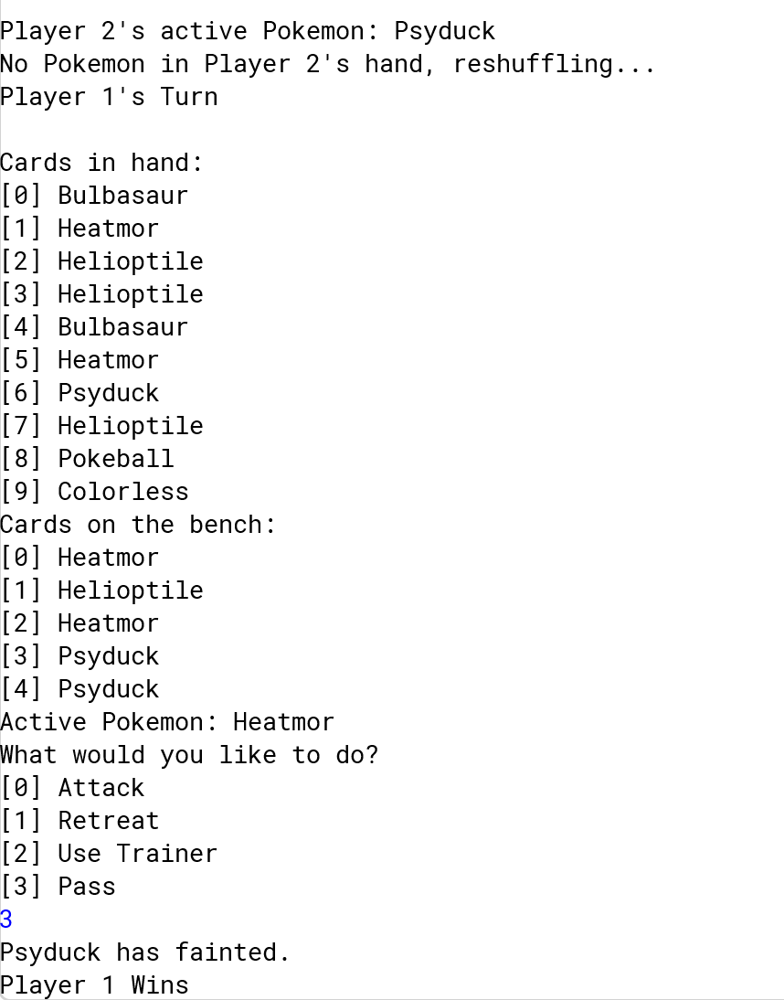 Player 2's active Pokemon: Psyduck
No Pokemon in Player 2's hand, reshuffling...
Player 1's Turn
Cards in hand:
[0] Bulbasaur
[1] Heatmor
[2] Helioptile
[3] Helioptile
[4] Bulbasaur
[5] Heatmor
[6] Psyduck
[7] Helioptile
[8] Pokeball
[9] Colorless
Cards on the bench:
[0] Heatmor
[1] Helioptile
[2] Heatmor
[3] Psyduck
[4] Psyduck
Active Pokemon: Heatmor
What would you like to do?
[0] Attack
[1] Retreat
[2] Use Trainer
[3] Pass
3
Psyduck has fainted.
Player 1 Wins